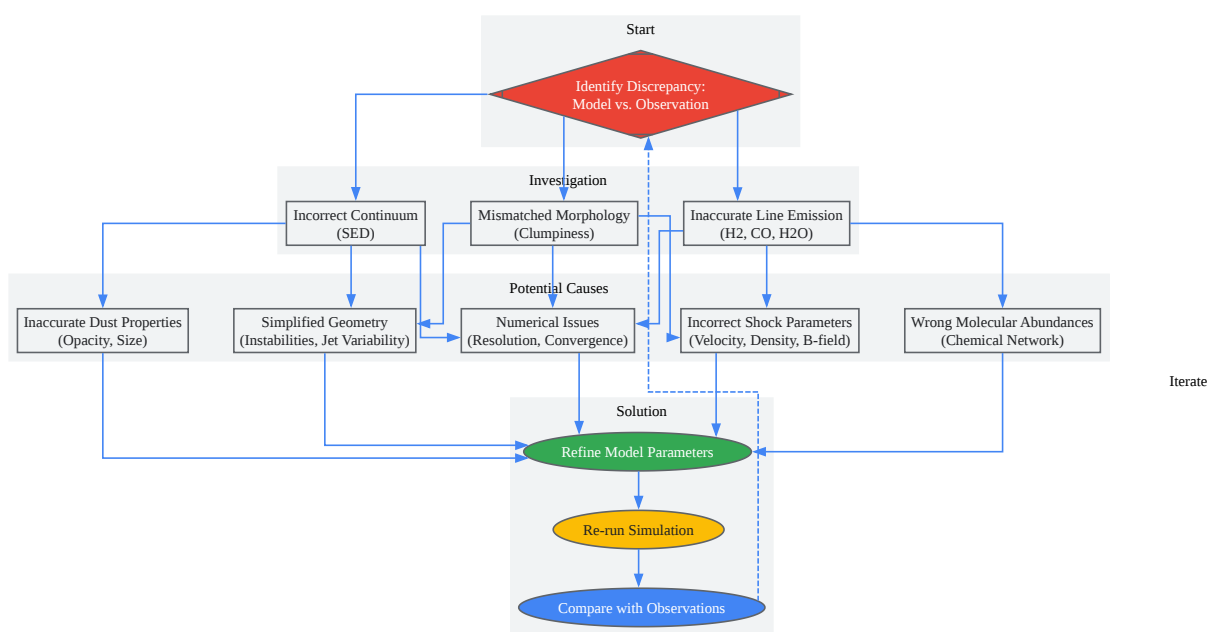 Start
Identify Discrepancy:
Model vs. Observation
Investigation
Incorrect Continuum
(SED)
Mismatched Morphology
(Clumpiness)
Inaccurate Line Emission
(H2, CO, H2O)
Potential Causes
Inaccurate Dust Properties
(Opacity, Size)
Simplified Geometry
(Instabilities, Jet Variability)
Numerical Issues
(Resolution, Convergence)
Incorrect Shock Parameters
(Velocity, Density, B-field)
Wrong Molecular Abundances
(Chemical Network)
Iterate
Solution
Refine Model Parameters
Re-run Simulation
Compare with Observations